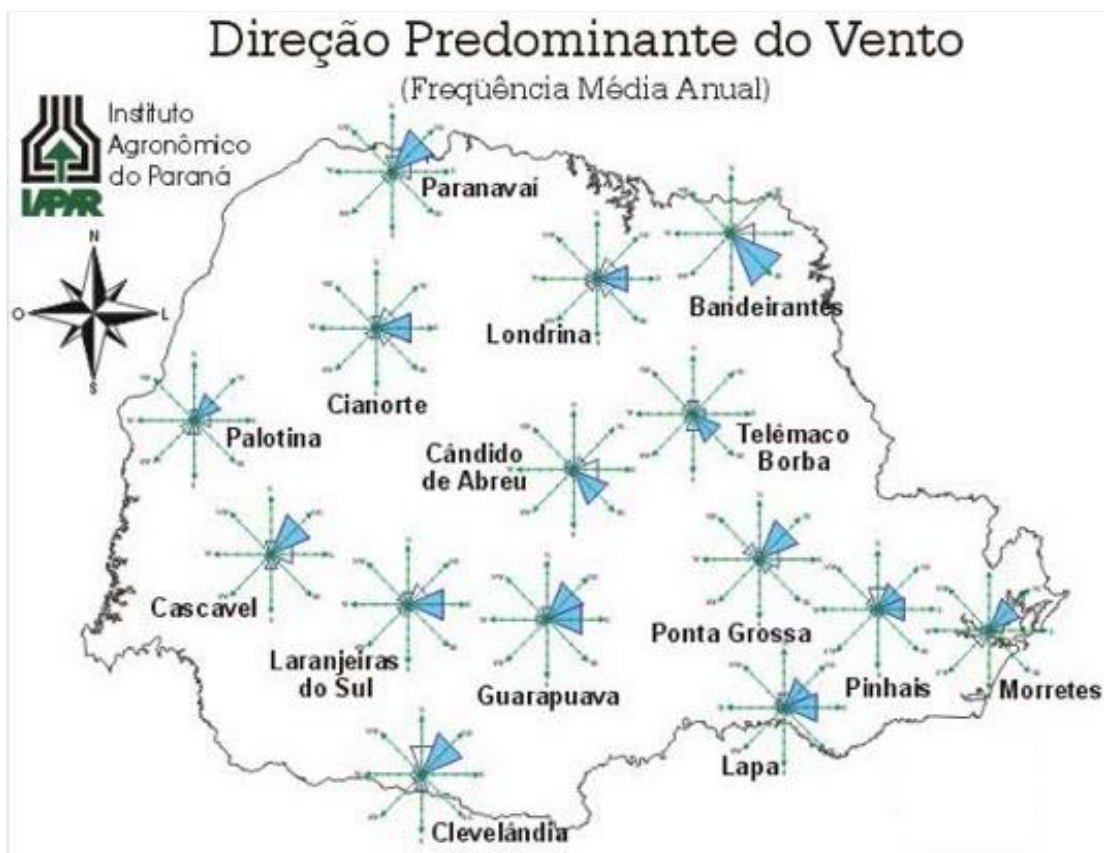 Direção Predominante do Vento
(Freqüência Média Anual)
Instituto
Agronômico
do Paraná
IAPAR
N
O
L
S
Paranavaí
Bandeirantes
Londrina
Cianorte
Palotina
Telêmaco
Borba
Cândido
de Abreu
Cascavel
Laranjeiras
do Sul
Guarapuava
Ponta Grossa
Pinhais
Morretes
Lapa
Clevelândia